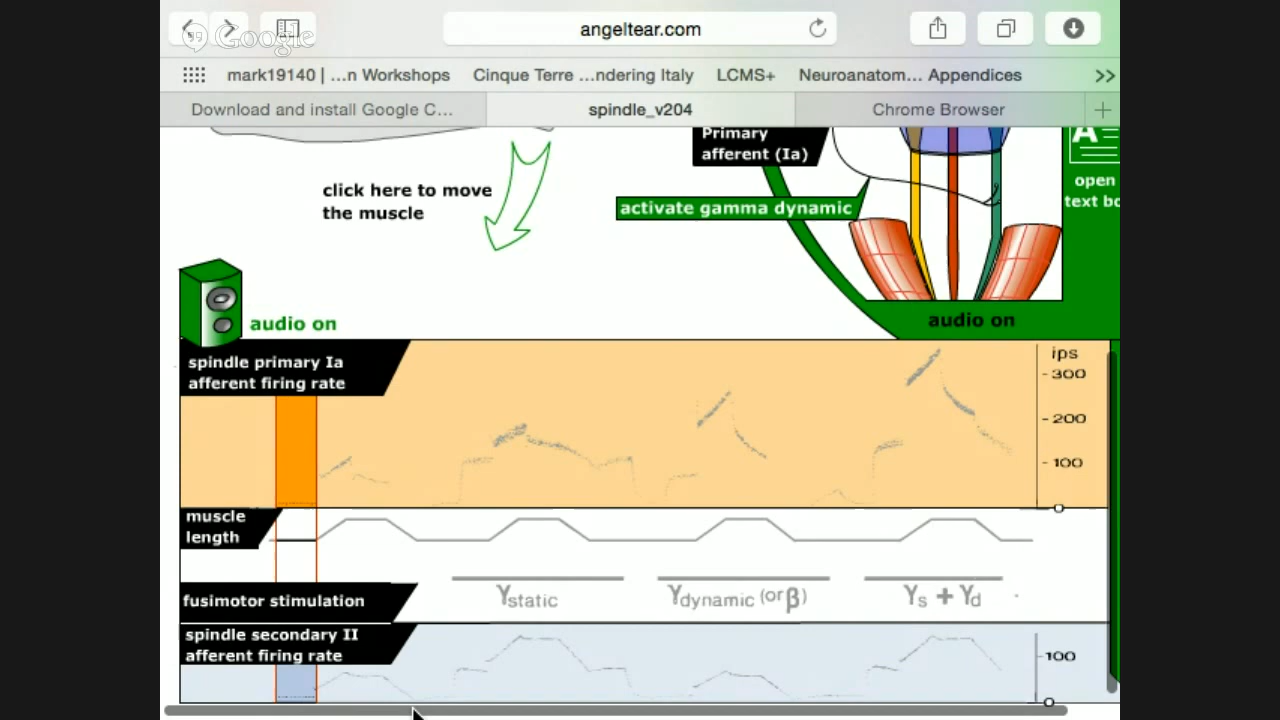 Google
angeltear.com
mark19140 | ...n Workshops
Cinque Terre ...ndering Italy
LCMS+
Neuroanatom... Appendices
Download and install Google C...
spindle_v204
Chrome Browser
Primary
afferent (Ia)
A
open
text bo
click here to move
the muscle
activate gamma dynamic
audio on
audio on
spindle primary Ia
afferent firing rate
ips
300
200
100
0
muscle
length
fusimotor stimulation
γstatic
γdynamic (or β)
γs + γd
spindle secondary II
afferent firing rate
100
0